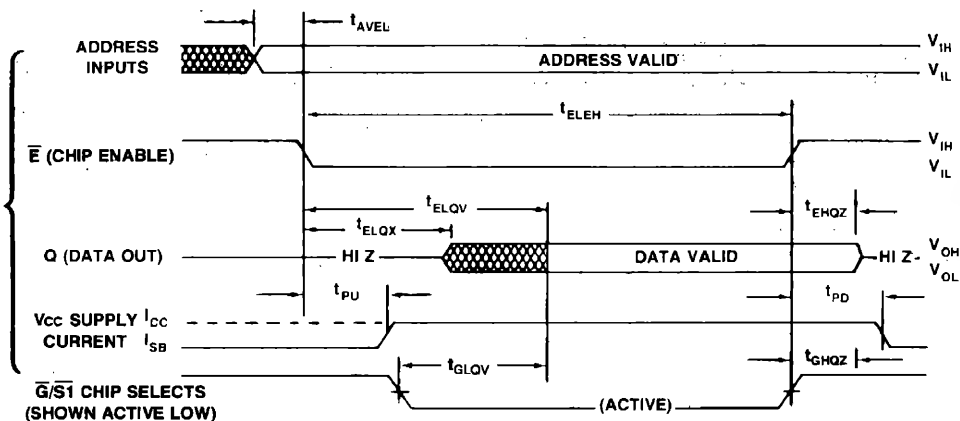 tAVEL
ADDRESS
INPUTS
ADDRESS VALID
VIH
VIL
tELEH
E̅ (CHIP ENABLE)
VIH
VIL
tELQV
tEHQZ
tELQX
Q (DATA OUT)
HI Z
DATA VALID
HI Z
VOH
VOL
tPU
tPD
Vcc SUPPLY ICC
CURRENT ISB
tGLQV
tGHQZ
G̅/S̅1̅ CHIP SELECTS
(SHOWN ACTIVE LOW)
(ACTIVE)